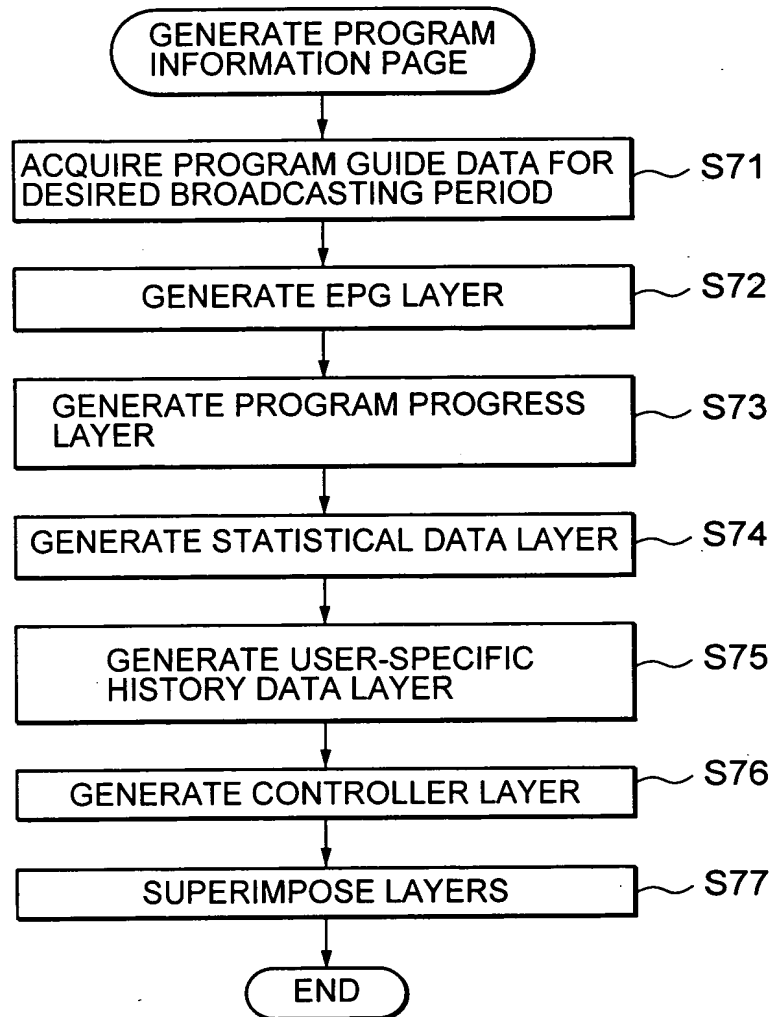 GENERATE PROGRAM
INFORMATION PAGE
ACQUIRE PROGRAM GUIDE DATA FOR
DESIRED BROADCASTING PERIOD
S71
GENERATE EPG LAYER
S72
GENERATE PROGRAM PROGRESS
LAYER
S73
GENERATE STATISTICAL DATA LAYER
S74
GENERATE USER-SPECIFIC
HISTORY DATA LAYER
S75
GENERATE CONTROLLER LAYER
S76
SUPERIMPOSE LAYERS
S77
END